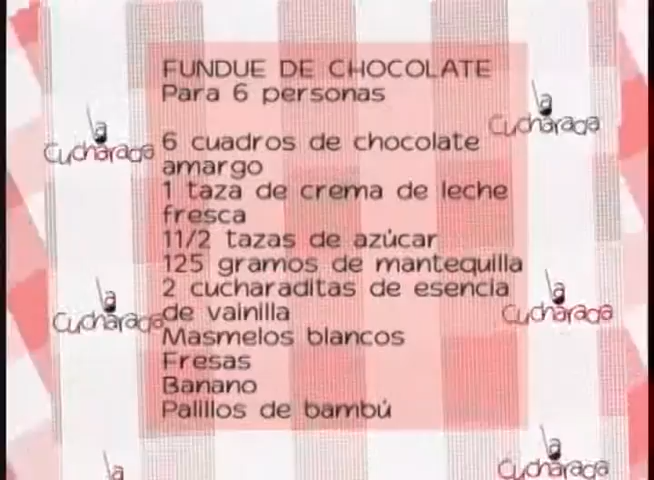 FUNDUE DE CHOCOLATE
Para 6 personas
6 cuadros de chocolate
amargo
1 taza de crema de leche
fresca
11/2 tazas de azúcar
125 gramos de mantequilla
2 cucharaditas de esencia
de vainilla
Masmelos blancos
Fresas
Banano
Palillos de bambú
la
Cucharada
la
Cucharada
la
Cucharada
la
Cucharada
la
la
Cucharada